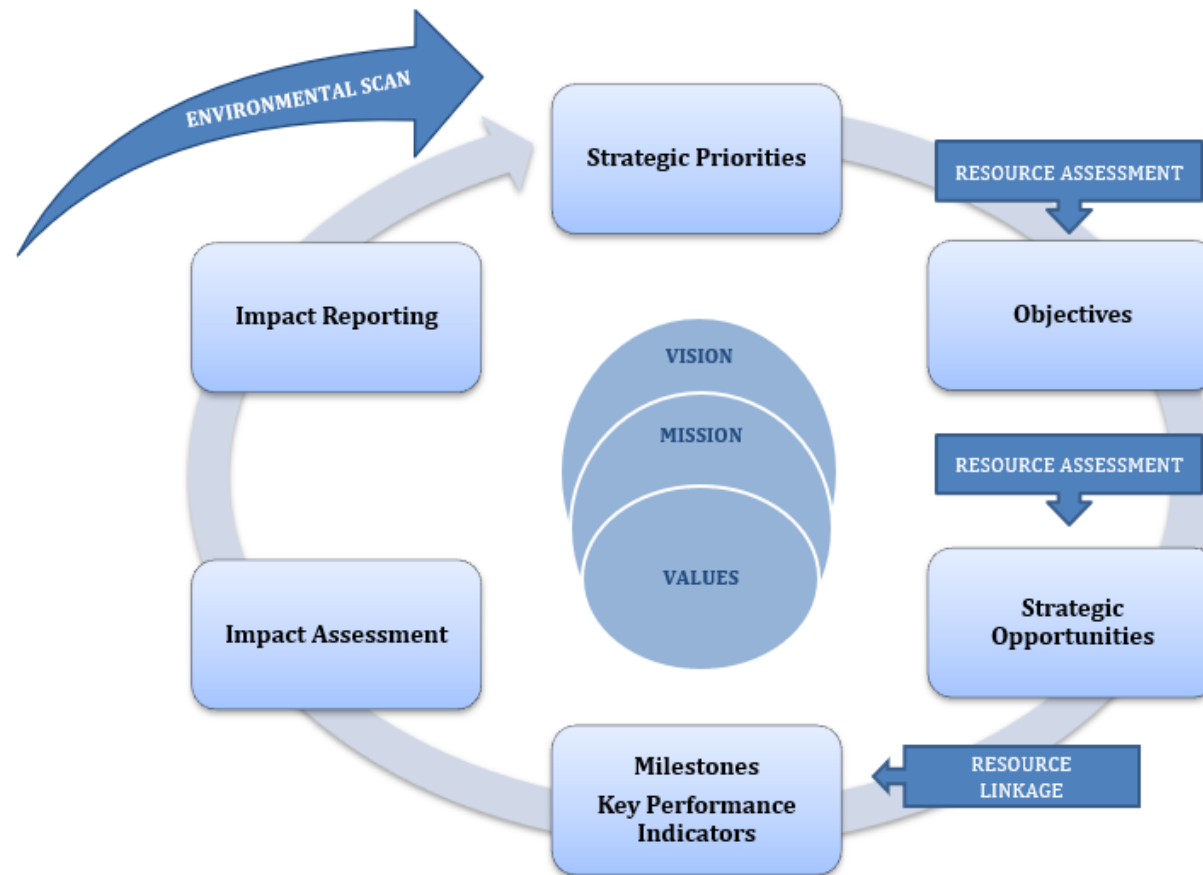 ENVIRONMENTAL SCAN
Strategic Priorities
RESOURCE ASSESSMENT
Impact Reporting
Objectives
VISION
MISSION
RESOURCE ASSESSMENT
VALUES
Impact Assessment
Strategic
Opportunities
Milestones
Key Performance
Indicators
RESOURCE
LINKAGE